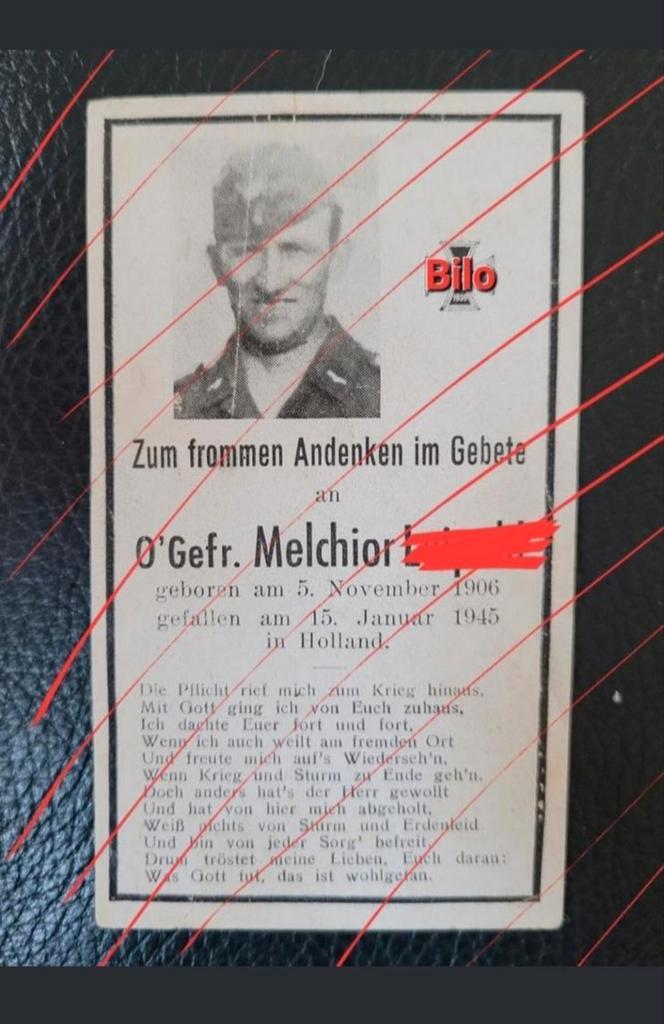 Bilo
Zum frommen Andenken im Gebete
an
O'Gefr. Melchior
geboren am 5. November 1906
gefallen am 15. Januar 1945
in Holland.
Die Pflicht rief mich zum Krieg hinaus,
Mit Gott ging ich von Euch zuhaus,
Ich dachte Euer fort und fort,
Wenn ich auch weilt am fremden Ort
Und freute mich auf's Wiederseh'n,
Wenn Krieg und Sturm zu Ende geh'n.
Doch anders hat's der Herr gewollt
Und hat von hier mich abgeholt,
Weiß nichts von Sturm und Erdenleid
Und bin von jeder Sorg' befreit,
Drum tröstet meine Lieben, Euch daran:
Was Gott tut, das ist wohlgetan.